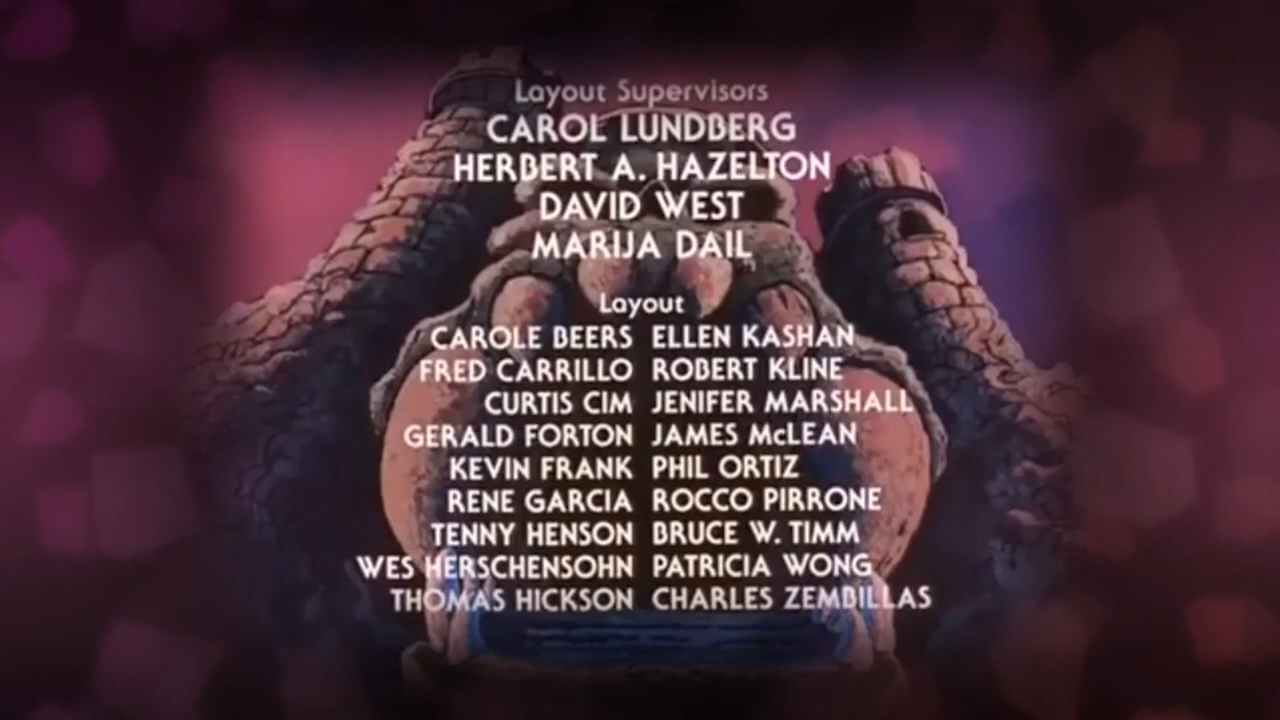 Layout Supervisors
CAROL LUNDBERG
HERBERT A. HAZELTON
DAVID WEST
MARIJA DAIL
Layout
CAROLE BEERS ELLEN KASHAN
FRED CARRILLO ROBERT KLINE
CURTIS CIM JENIFER MARSHALL
GERALD FORTON JAMES McLEAN
KEVIN FRANK PHIL ORTIZ
RENE GARCIA ROCCO PIRRONE
TENNY HENSON BRUCE W. TIMM
WES HERSCHENSOHN PATRICIA WONG
THOMAS HICKSON CHARLES ZEMBILLAS